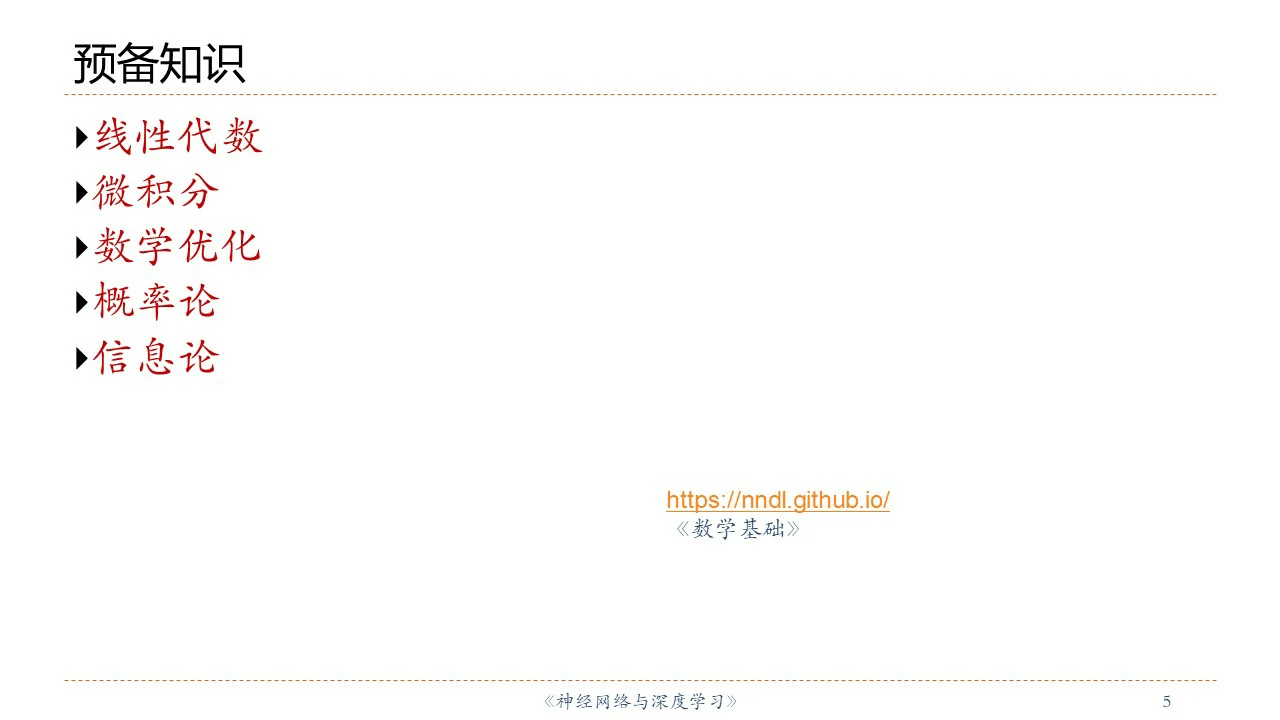 预备知识
线性代数
微积分
数学优化
概率论
信息论
https://nndl.github.io/
《数学基础》
《神经网络与深度学习》
5